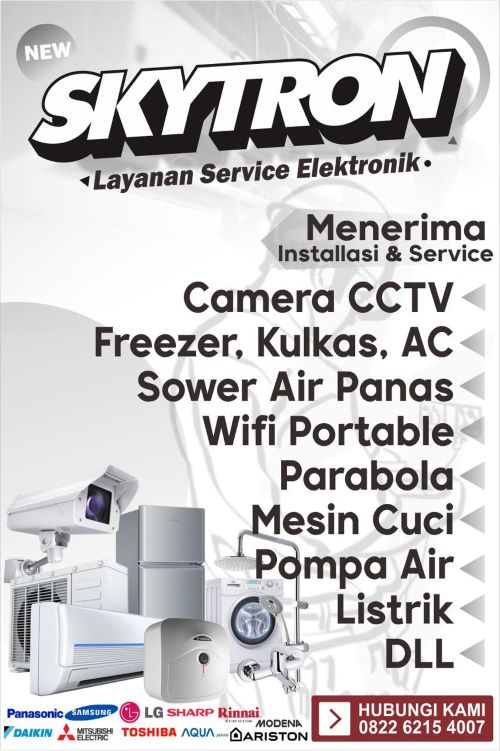 NEW
SKYTRON
Layanan Service Elektronik
Menerima
Installasi & Service
Camera CCTV
Freezer, Kulkas, AC
Sower Air Panas
Wifi Portable
Parabola
Mesin Cuci
Pompa Air
Listrik
DLL
Panasonic SAMSUNG LG SHARP Rinnai
DAIKIN MITSUBISHI ELECTRIC TOSHIBA AQUA JAPAN MODENA ARISTON
HUBUNGI KAMI
0822 6215 4007